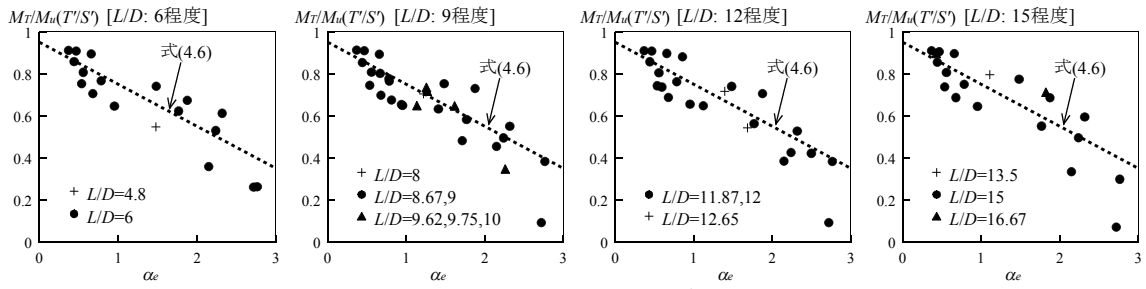 MT/Mu(T'/S') [L/D: 6程度]
1
0.8
0.6
0.4
0.2
0
式(4.6)
L/D=4.8
L/D=6
0 1 2 3
αe
MT/Mu(T'/S') [L/D: 9程度]
1
0.8
0.6
0.4
0.2
0
式(4.6)
L/D=8
L/D=8.67,9
L/D=9.62,9.75,10
0 1 2 3
αe
MT/Mu(T'/S') [L/D: 12程度]
1
0.8
0.6
0.4
0.2
0
式(4.6)
L/D=11.87,12
L/D=12.65
0 1 2 3
αe
MT/Mu(T'/S') [L/D: 15程度]
1
0.8
0.6
0.4
0.2
0
式(4.6)
L/D=13.5
L/D=15
L/D=16.67
0 1 2 3
αe